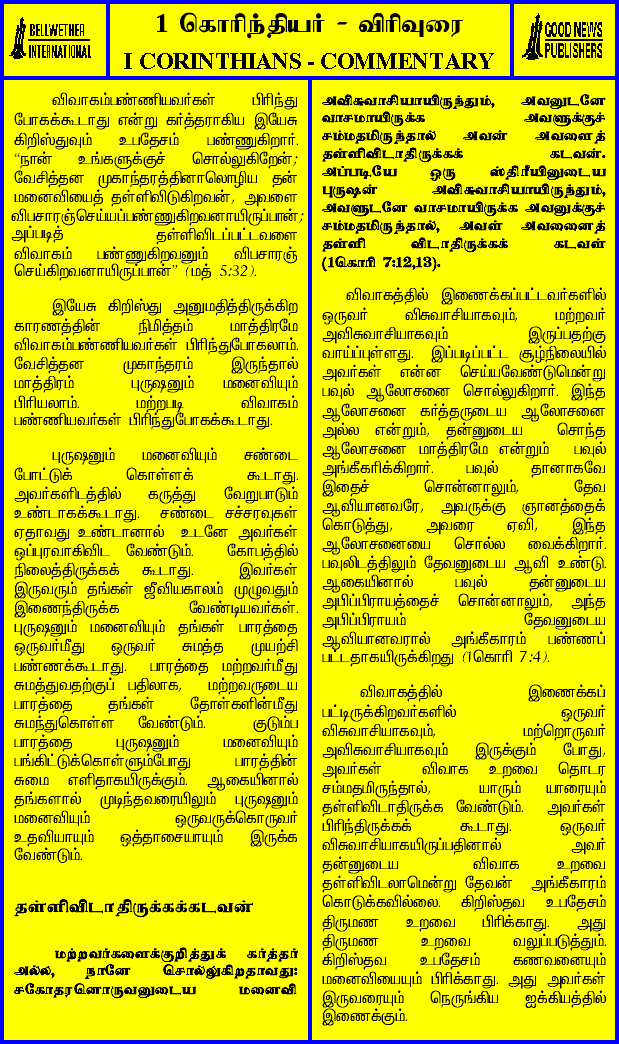 BELLWETHER
INTERNATIONAL
1 கொரிந்தியர் - விரிவுரை
I CORINTHIANS - COMMENTARY
GOOD NEWS
PUBLISHERS
விவாகம்பண்ணியவர்கள் பிரிந்து
போகக்கூடாது என்று கர்த்தராகிய இயேசு
கிறிஸ்துவும் உபதேசம் பண்ணுகிறார்.
“நான் உங்களுக்குச் சொல்லுகிறேன்;
வேசித்தன முகாந்தரத்தினாலொழிய தன்
மனைவியைத் தள்ளிவிடுகிறவன், அவளை
விபசாரஞ்செய்யப்பண்ணுகிறவனாயிருப்பான்;
அப்படித் தள்ளிவிடப்பட்டவளை
விவாகம் பண்ணுகிறவனும் விபசாரஞ்
செய்கிறவனாயிருப்பான்” (மத் 5:32).
இயேசு கிறிஸ்து அனுமதித்திருக்கிற
காரணத்தின் நிமித்தம் மாத்திரமே
விவாகம்பண்ணியவர்கள் பிரிந்துபோகலாம்.
வேசித்தன முகாந்தரம் இருந்தால்
மாத்திரம் புருஷனும் மனைவியும்
பிரியலாம். மற்றபடி விவாகம்
பண்ணியவர்கள் பிரிந்துபோகக்கூடாது.
புருஷனும் மனைவியும் சண்டை
போட்டுக் கொள்ளக் கூடாது.
அவர்களிடத்தில் கருத்து வேறுபாடும்
உண்டாகக்கூடாது. சண்டை சச்சரவுகள்
ஏதாவது உண்டானால் உடனே அவர்கள்
ஒப்புரவாகிவிட வேண்டும். கோபத்தில்
நிலைத்திருக்கக் கூடாது. இவர்கள்
இருவரும் தங்கள் ஜீவியகாலம் முழுவதும்
இணைந்திருக்க வேண்டியவர்கள்.
புருஷனும் மனைவியும் தங்கள் பாரத்தை
ஒருவர்மீது ஒருவர் சுமத்த முயற்சி
பண்ணக்கூடாது. பாரத்தை மற்றவர்மீது
சுமத்துவதற்குப் பதிலாக, மற்றவருடைய
பாரத்தை தங்கள் தோள்களின்மீது
சுமந்துகொள்ள வேண்டும். குடும்ப
பாரத்தை புருஷனும் மனைவியும்
பங்கிட்டுக்கொள்ளும்போது பாரத்தின்
சுமை எளிதாகயிருக்கும். ஆகையினால்
தங்களால் முடிந்தவரையிலும் புருஷனும்
மனைவியும் ஒருவருக்கொருவர்
உதவியாயும் ஒத்தாசையாயும் இருக்க
வேண்டும்.
தள்ளிவிடாதிருக்கக்கடவன்
மற்றவர்களைக்குறித்துக் கர்த்தர்
அல்ல, நானே சொல்லுகிறதாவது:
சகோதரனொருவனுடைய மனைவி
அவிசுவாசியாயிருந்தும், அவனுடனே
வாசமாயிருக்க அவளுக்குச்
சம்மதமிருந்தால் அவன் அவளைத்
தள்ளிவிடாதிருக்கக் கடவன்.
அப்படியே ஒரு ஸ்திரீயினுடைய
புருஷன் அவிசுவாசியாயிருந்தும்,
அவளுடனே வாசமாயிருக்க அவனுக்குச்
சம்மதமிருந்தால், அவள் அவனைத்
தள்ளி விடாதிருக்கக் கடவள்
(1கொரி 7:12,13).
விவாகத்தில் இணைக்கப்பட்டவர்களில்
ஒருவர் விசுவாசியாகவும், மற்றவர்
அவிசுவாசியாகவும் இருப்பதற்கு
வாய்ப்புள்ளது. இப்படிப்பட்ட சூழ்நிலையில்
அவர்கள் என்ன செய்யவேண்டுமென்று
பவுல் ஆலோசனை சொல்லுகிறார். இந்த
ஆலோசனை கர்த்தருடைய ஆலோசனை
அல்ல என்றும், தன்னுடைய சொந்த
ஆலோசனை மாத்திரமே என்றும் பவுல்
அங்கீகரிக்கிறார். பவுல் தானாகவே
இதைச் சொன்னாலும், தேவ
ஆவியானவரே, அவருக்கு ஞானத்தைக்
கொடுத்து, அவரை ஏவி, இந்த
ஆலோசனையை சொல்ல வைக்கிறார்.
பவுலிடத்திலும் தேவனுடைய ஆவி உண்டு.
ஆகையினால் பவுல் தன்னுடைய
அபிப்பிராயத்தைச் சொன்னாலும், அந்த
அபிப்பிராயம் தேவனுடைய
ஆவியானவரால் அங்கீகாரம் பண்ணப்
பட்டதாகயிருக்கிறது (1கொரி 7:4).
விவாகத்தில் இணைக்கப்
பட்டிருக்கிறவர்களில் ஒருவர்
விசுவாசியாகவும், மற்றொருவர்
அவிசுவாசியாகவும் இருக்கும் போது,
அவர்கள் விவாக உறவை தொடர
சம்மதமிருந்தால், யாரும் யாரையும்
தள்ளிவிடாதிருக்க வேண்டும். அவர்கள்
பிரிந்திருக்கக் கூடாது. ஒருவர்
விசுவாசியாகயிருப்பதினால் அவர்
தன்னுடைய விவாக உறவை
தள்ளிவிடலாமென்று தேவன் அங்கீகாரம்
கொடுக்கவில்லை. கிறிஸ்தவ உபதேசம்
திருமண உறவை பிரிக்காது. அது
திருமண உறவை வலுப்படுத்தும்.
கிறிஸ்தவ உபதேசம் கணவனையும்
மனைவியையும் பிரிக்காது. அது அவர்கள்
இருவரையும் நெருங்கிய ஐக்கியத்தில்
இணைக்கும்.